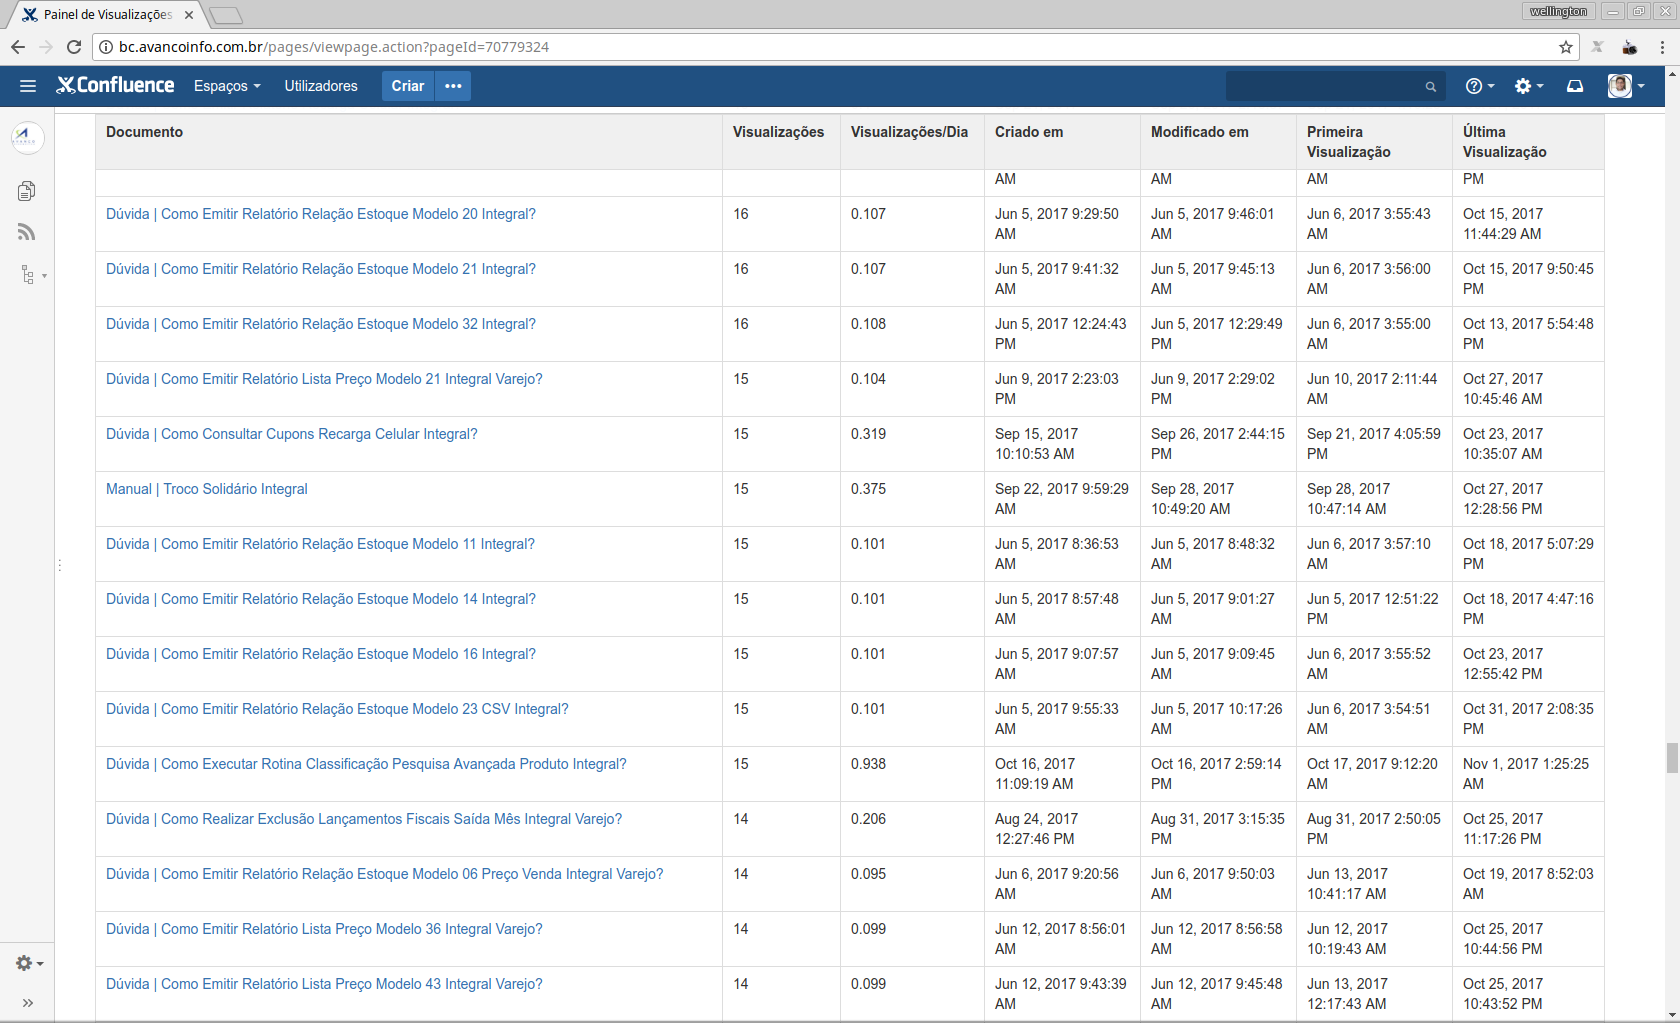 Painel de Visualizações
wellington
bc.avancoinfo.com.br/pages/viewpage.action?pageId=70779324
Confluence Espaços Utilizadores Criar
Documento Visualizações Visualizações/Dia Criado em Modificado em Primeira Última
Visualização Visualização
AM AM AM PM
Dúvida | Como Emitir Relatório Relação Estoque Modelo 20 Integral? 16 0.107 Jun 5, 2017 9:29:50 Jun 5, 2017 9:46:01 Jun 6, 2017 3:55:43 Oct 15, 2017
AM AM AM 11:44:29 AM
Dúvida | Como Emitir Relatório Relação Estoque Modelo 21 Integral? 16 0.107 Jun 5, 2017 9:41:32 Jun 5, 2017 9:45:13 Jun 6, 2017 3:56:00 Oct 15, 2017 9:50:45
AM AM AM PM
Dúvida | Como Emitir Relatório Relação Estoque Modelo 32 Integral? 16 0.108 Jun 5, 2017 12:24:43 Jun 5, 2017 12:29:49 Jun 6, 2017 3:55:00 Oct 13, 2017 5:54:48
PM PM AM PM
Dúvida | Como Emitir Relatório Lista Preço Modelo 21 Integral Varejo? 15 0.104 Jun 9, 2017 2:23:03 Jun 9, 2017 2:29:02 Jun 10, 2017 2:11:44 Oct 27, 2017
PM PM AM 10:45:46 AM
Dúvida | Como Consultar Cupons Recarga Celular Integral? 15 0.319 Sep 15, 2017 Sep 26, 2017 2:44:15 Sep 21, 2017 4:05:59 Oct 23, 2017
10:10:53 AM PM PM 10:35:07 AM
Manual | Troco Solidário Integral 15 0.375 Sep 22, 2017 9:59:29 Sep 28, 2017 Sep 28, 2017 Oct 27, 2017
AM 10:49:20 AM 10:47:14 AM 12:28:56 PM
Dúvida | Como Emitir Relatório Relação Estoque Modelo 11 Integral? 15 0.101 Jun 5, 2017 8:36:53 Jun 5, 2017 8:48:32 Jun 6, 2017 3:57:10 Oct 18, 2017 5:07:29
AM AM AM PM
Dúvida | Como Emitir Relatório Relação Estoque Modelo 14 Integral? 15 0.101 Jun 5, 2017 8:57:48 Jun 5, 2017 9:01:27 Jun 5, 2017 12:51:22 Oct 18, 2017 4:47:16
AM AM PM PM
Dúvida | Como Emitir Relatório Relação Estoque Modelo 16 Integral? 15 0.101 Jun 5, 2017 9:07:57 Jun 5, 2017 9:09:45 Jun 6, 2017 3:55:52 Oct 23, 2017
AM AM AM 12:55:42 PM
Dúvida | Como Emitir Relatório Relação Estoque Modelo 23 CSV Integral? 15 0.101 Jun 5, 2017 9:55:33 Jun 5, 2017 10:17:26 Jun 6, 2017 3:54:51 Oct 31, 2017 2:08:35
AM AM AM PM
Dúvida | Como Executar Rotina Classificação Pesquisa Avançada Produto Integral? 15 0.938 Oct 16, 2017 Oct 16, 2017 2:59:14 Oct 17, 2017 9:12:20 Nov 1, 2017 1:25:25
11:09:19 AM PM AM AM
Dúvida | Como Realizar Exclusão Lançamentos Fiscais Saída Mês Integral Varejo? 14 0.206 Aug 24, 2017 Aug 31, 2017 3:15:35 Aug 31, 2017 2:50:05 Oct 25, 2017
12:27:46 PM PM PM 11:17:26 PM
Dúvida | Como Emitir Relatório Relação Estoque Modelo 06 Preço Venda Integral Varejo? 14 0.095 Jun 6, 2017 9:20:56 Jun 6, 2017 9:50:03 Jun 13, 2017 Oct 19, 2017 8:52:03
AM AM 10:41:17 AM AM
Dúvida | Como Emitir Relatório Lista Preço Modelo 36 Integral Varejo? 14 0.099 Jun 12, 2017 8:56:01 Jun 12, 2017 8:56:58 Jun 12, 2017 Oct 25, 2017
AM AM 10:19:43 AM 10:44:56 PM
Dúvida | Como Emitir Relatório Lista Preço Modelo 43 Integral Varejo? 14 0.099 Jun 12, 2017 9:43:39 Jun 12, 2017 9:45:48 Jun 13, 2017 Oct 25, 2017
AM AM 12:17:43 AM 10:43:52 PM